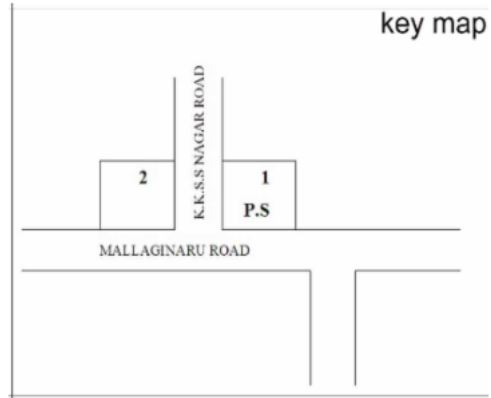 key map
K.K.S.S NAGAR ROAD
2
1
P.S
MALLAGINARU ROAD